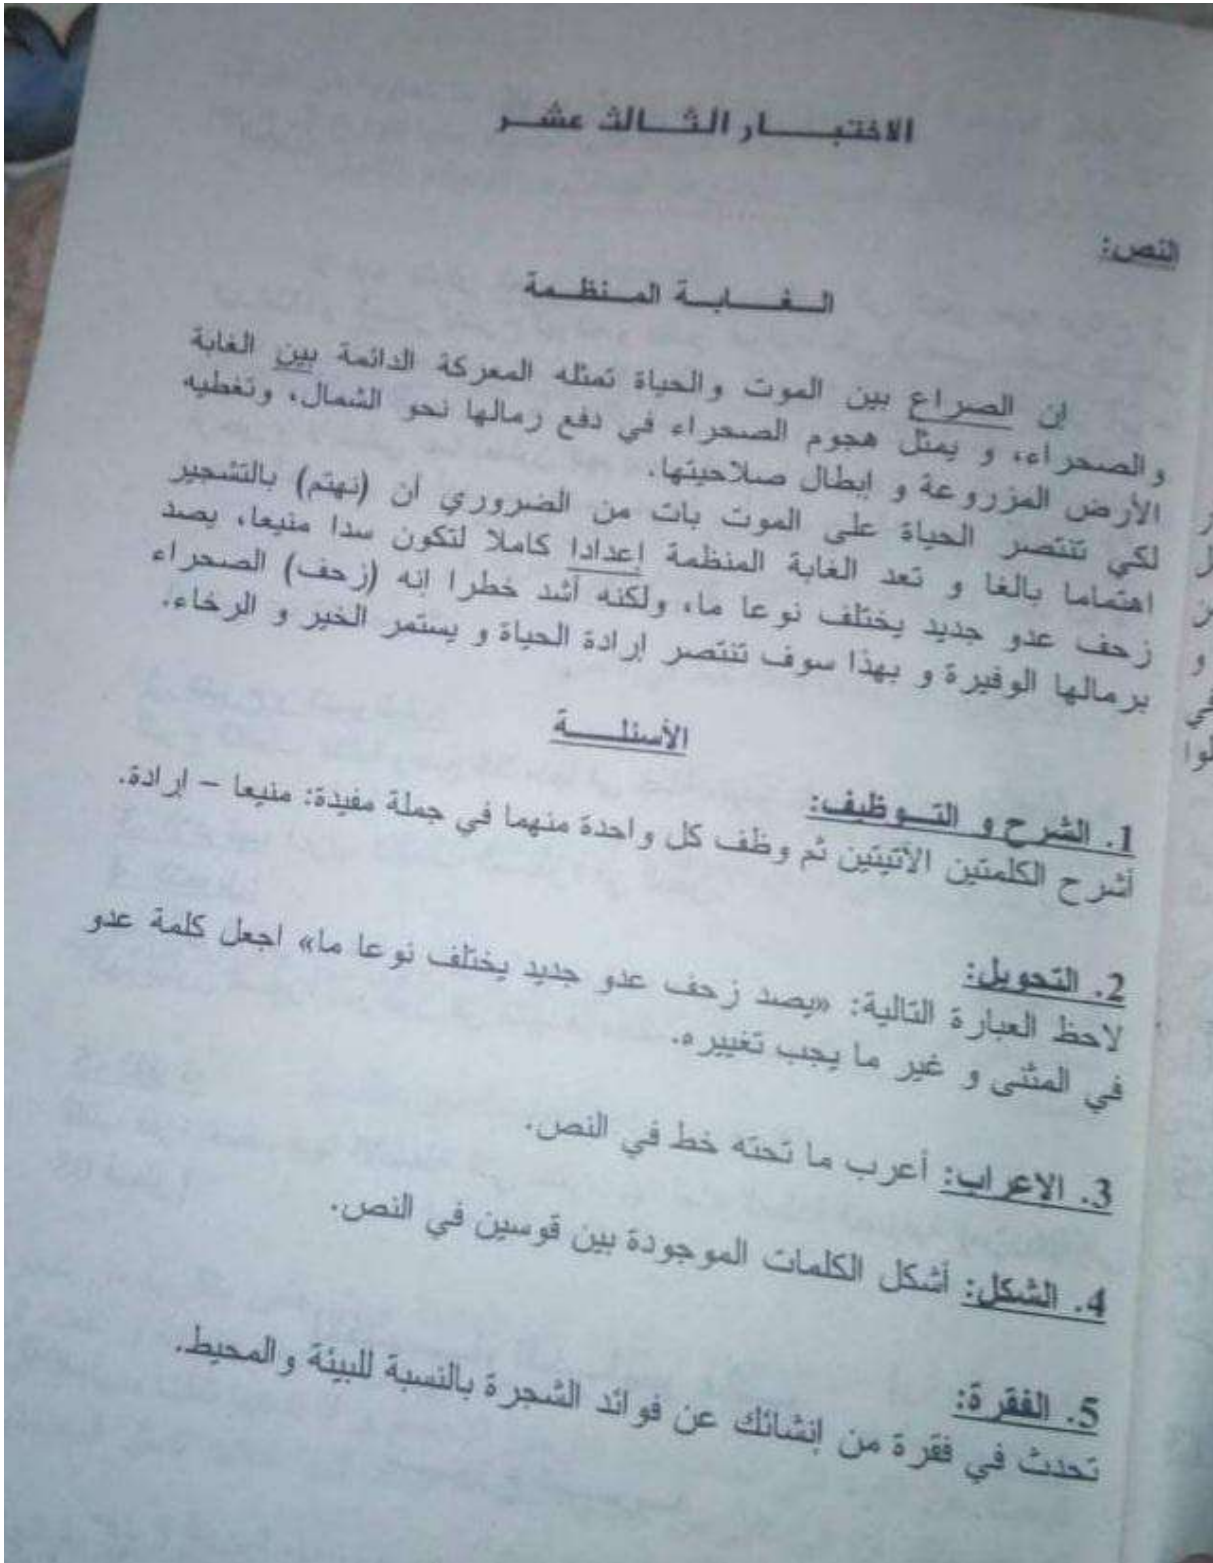 الاختبار الثالث عشر
النص:
الغابة المنظمة
إن الصراع بين الموت والحياة تمثله المعركة الدائمة بين الغابة
والصحراء، و يمثل هجوم الصحراء في دفع رمالها نحو الشمال، وتغطيه
الأرض المزروعة و إبطال صلاحيتها.
لكي تنتصر الحياة على الموت بات من الضروري أن (نهتم) بالتشجير
اهتماما بالغا و تعد الغابة المنظمة إعدادا كاملا لتكون سدا منيعا، يصد
زحف عدو جديد يختلف نوعا ما، ولكنه أشد خطرا إنه (زحف) الصحراء
برمالها الوفيرة و بهذا سوف تنتصر إرادة الحياة و يستمر الخير و الرخاء.
الأسئلة
1. الشرح و التوظيف:
أشرح الكلمتين الآتيتين ثم وظف كل واحدة منهما في جملة مفيدة: منيعا – إرادة.
2. التحويل:
لاحظ العبارة التالية: «يصد زحف عدو جديد يختلف نوعا ما» اجعل كلمة عدو
في المثنى و غير ما يجب تغييره.
3. الإعراب: أعرب ما تحته خط في النص.
4. الشكل: أشكل الكلمات الموجودة بين قوسين في النص.
5. الفقرة:
تحدث في فقرة من إنشائك عن فوائد الشجرة بالنسبة للبيئة والمحيط.